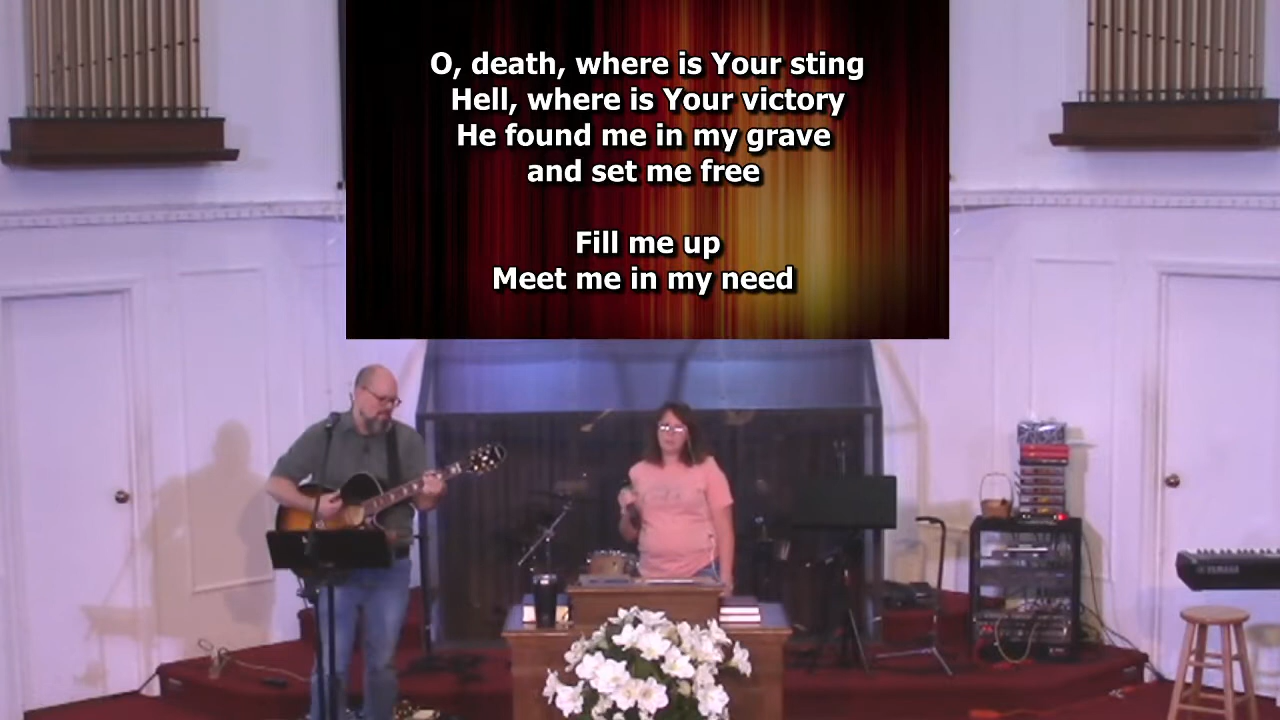 O, death, where is Your sting
Hell, where is Your victory
He found me in my grave
and set me free
Fill me up
Meet me in my need
YAMAHA